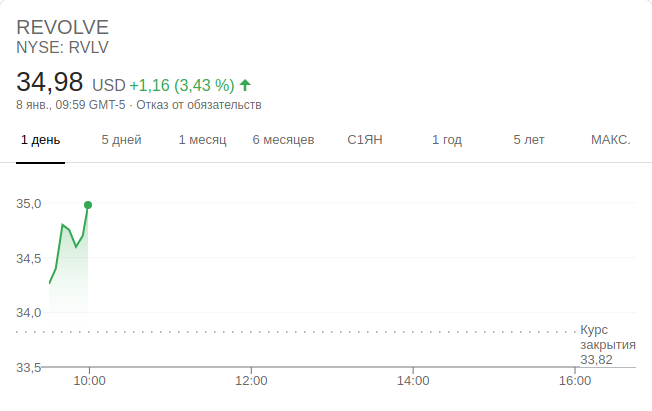 REVOLVE
NYSE: RVLV
34,98 USD +1,16 (3,43 %)
8 янв., 09:59 GMT-5 · Отказ от обязательств
1 день 5 дней 1 месяц 6 месяцев С1ЯН 1 год 5 лет МАКС.
35,0
34,5
34,0
Курс
закрытия
33,82
33,5
10:00 12:00 14:00 16:00